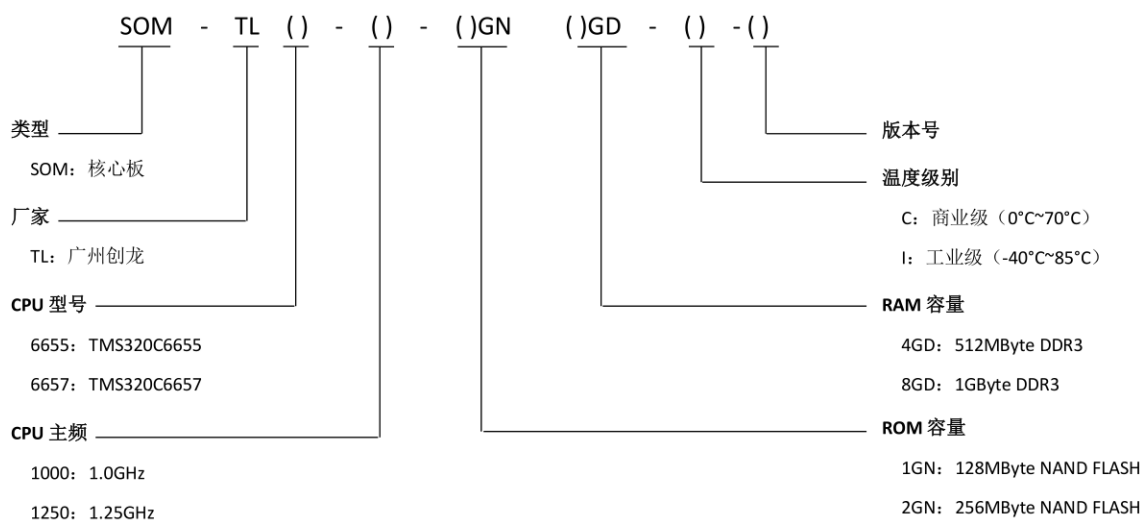 SOM - TL ( ) - ( ) - ( )GN ( )GD - ( ) - ( )
类型
SOM：核心板
厂家
TL：广州创龙
CPU 型号
6655：TMS320C6655
6657：TMS320C6657
CPU 主频
1000：1.0GHz
1250：1.25GHz
版本号
温度级别
C：商业级（0°C~70°C）
I：工业级（-40°C~85°C）
RAM 容量
4GD：512MByte DDR3
8GD：1GByte DDR3
ROM 容量
1GN：128MByte NAND FLASH
2GN：256MByte NAND FLASH